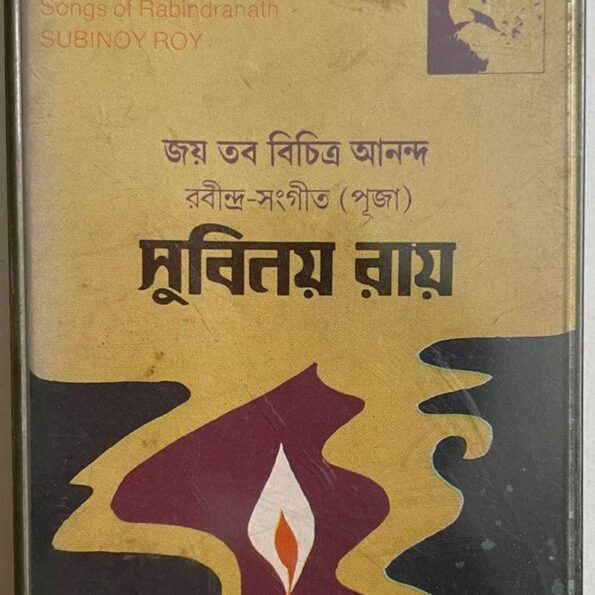 Songs of Rabindranath
SUBINOY ROY
জয় তব বিচিত্র আনন্দ
রবীন্দ্র-সংগীত (পূজা)
সুবিনয় রায়